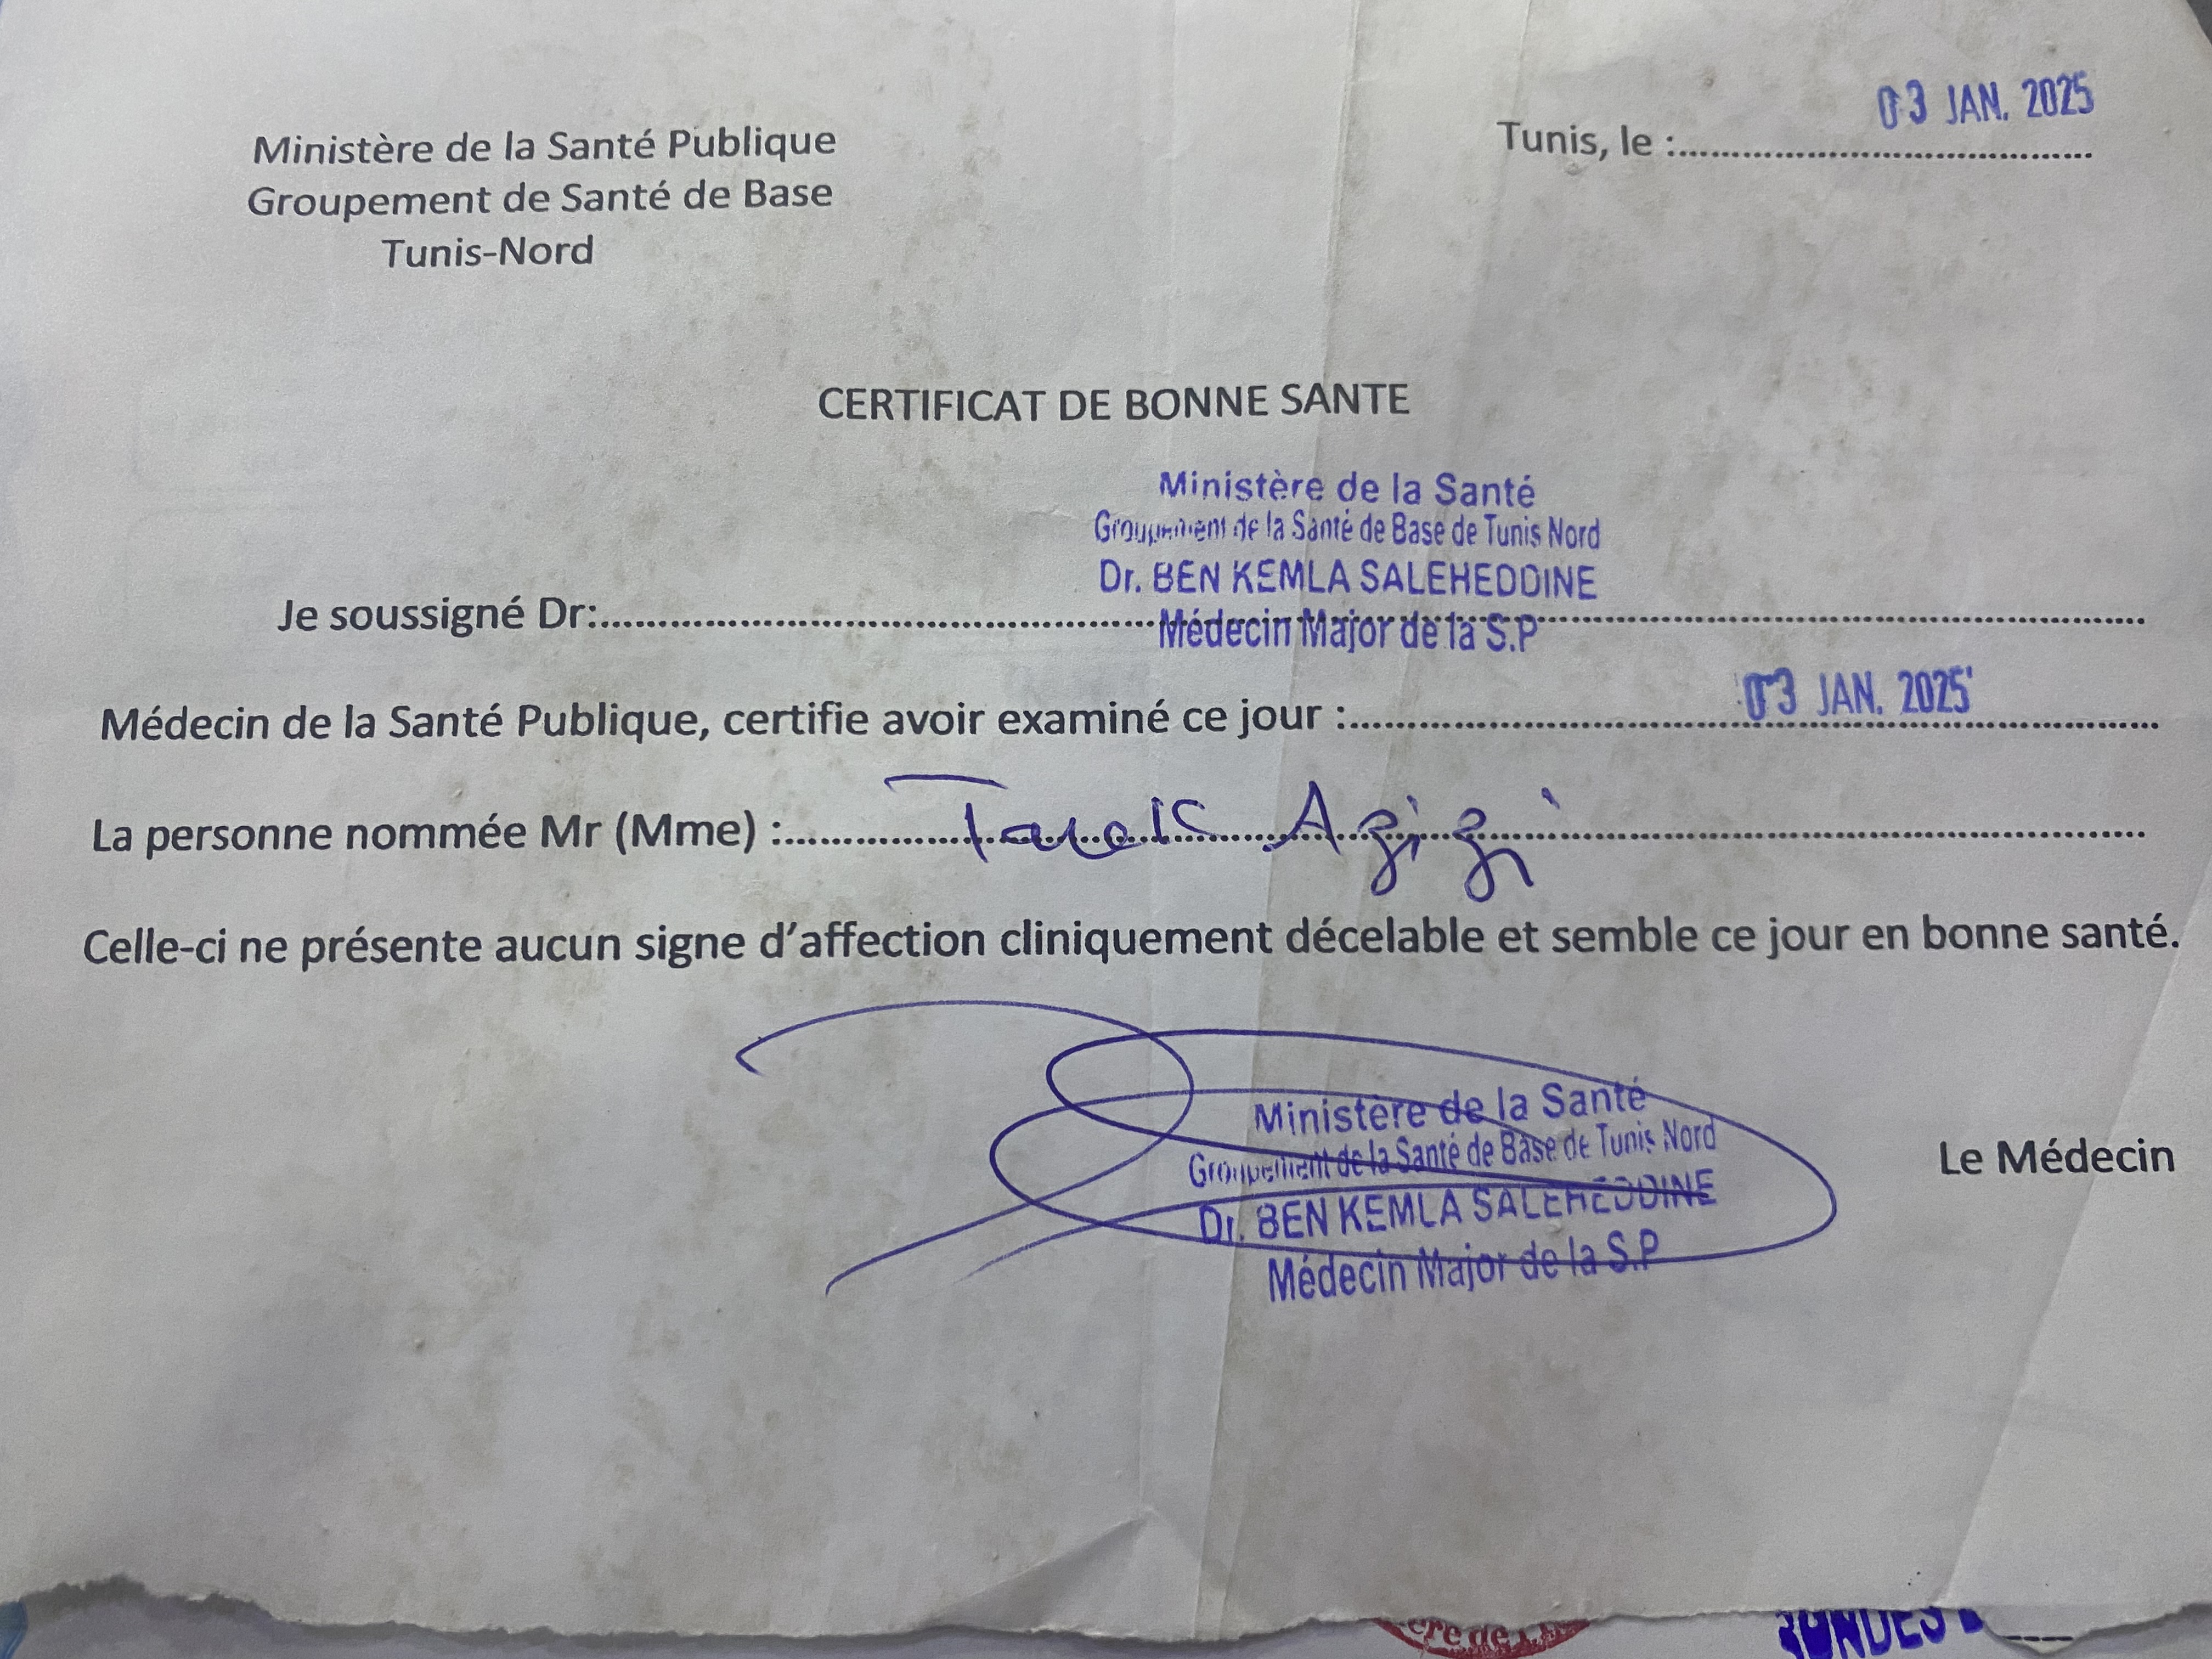 Ministère de la Santé Publique
Groupement de Santé de Base
Tunis-Nord
Tunis, le :.......................................... 03 JAN. 2025
CERTIFICAT DE BONNE SANTE
Ministère de la Santé
Groupement de la Santé de Base de Tunis Nord
Dr. BEN KEMLA SALEHEDDINE
Je soussigné Dr:..........................................
Médecin Major de la S.P
Médecin de la Santé Publique, certifie avoir examiné ce jour :.......................................... 03 JAN. 2025
La personne nommée Mr (Mme) :.......... Tarek Azizi ..........
Celle-ci ne présente aucun signe d'affection cliniquement décelable et semble ce jour en bonne santé.
Ministère de la Santé
Groupement de la Santé de Base de Tunis Nord
Le Médecin
Dr. BEN KEMLA SALEHEDDINE
Médecin Major de la S.P